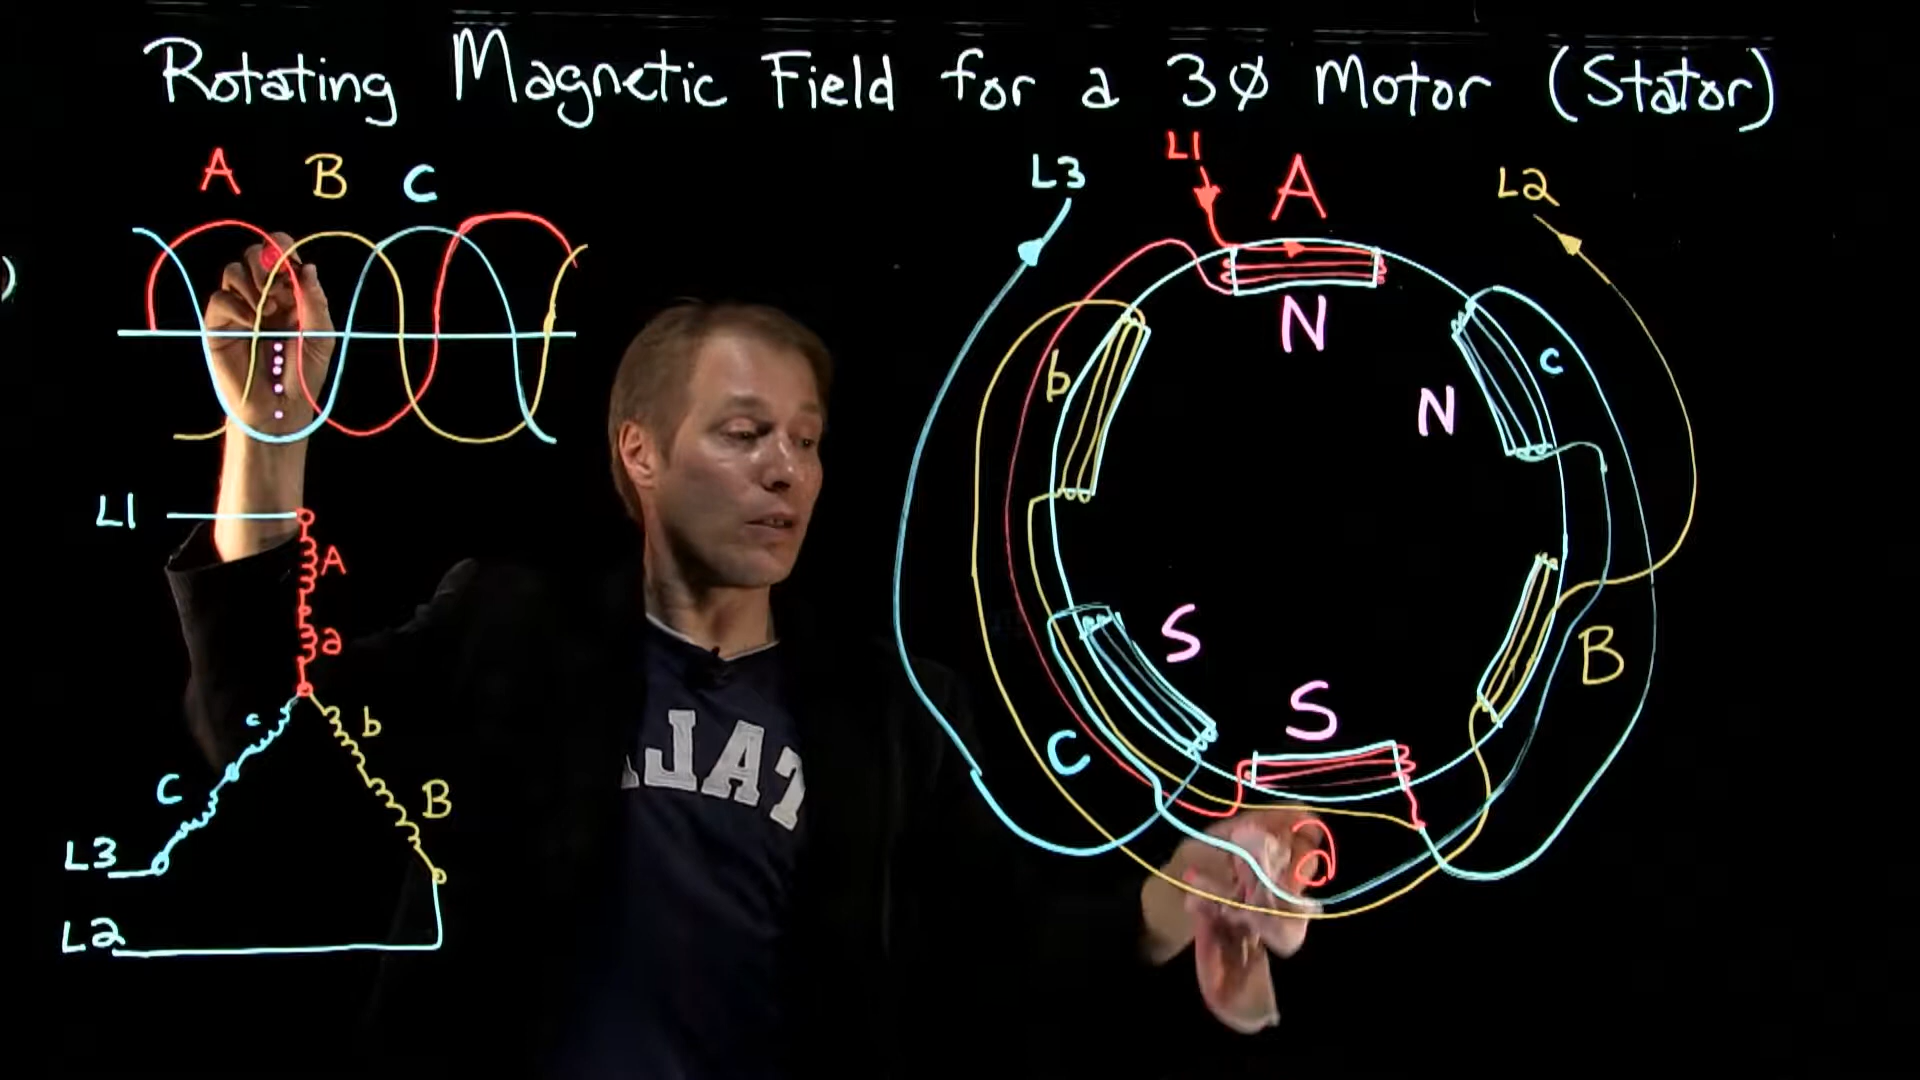 Rotating Magnetic Field for a 3Ø Motor (Stator)
A B C
)
L1
A
a
c b
C B
L3
L2
L3 L1 A L2
N
b c
N
S B
S
C
a